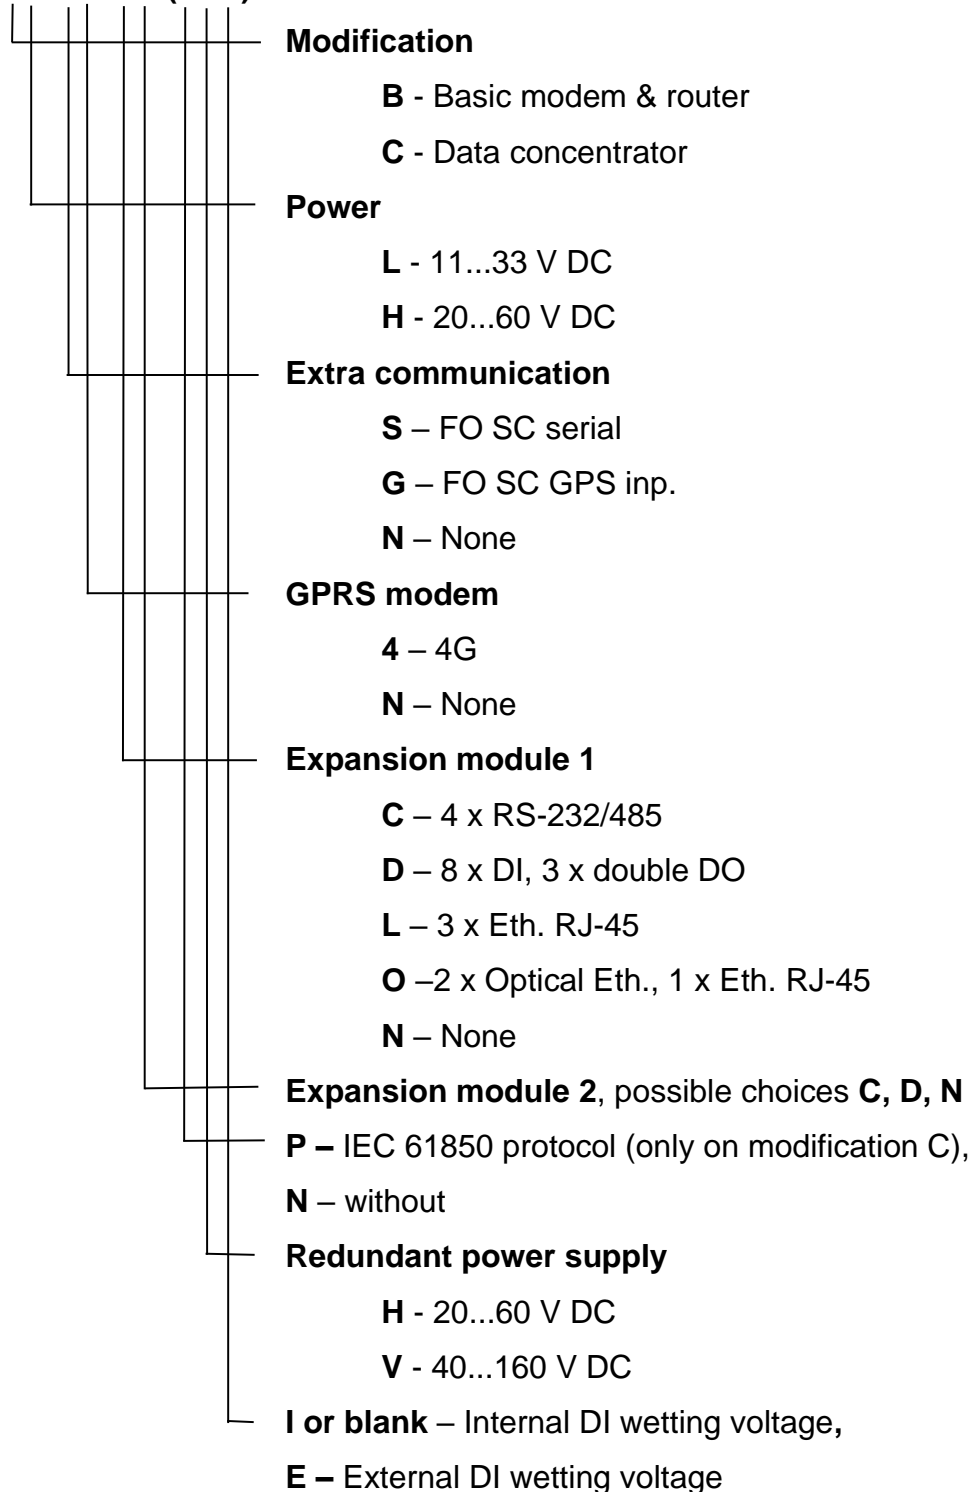 Modification
B - Basic modem & router
C - Data concentrator
Power
L - 11...33 V DC
H - 20...60 V DC
Extra communication
S – FO SC serial
G – FO SC GPS inp.
N – None
GPRS modem
4 – 4G
N – None
Expansion module 1
C – 4 x RS-232/485
D – 8 x DI, 3 x double DO
L – 3 x Eth. RJ-45
O –2 x Optical Eth., 1 x Eth. RJ-45
N – None
Expansion module 2, possible choices C, D, N
P – IEC 61850 protocol (only on modification C),
N – without
Redundant power supply
H - 20...60 V DC
V - 40...160 V DC
I or blank – Internal DI wetting voltage,
E – External DI wetting voltage